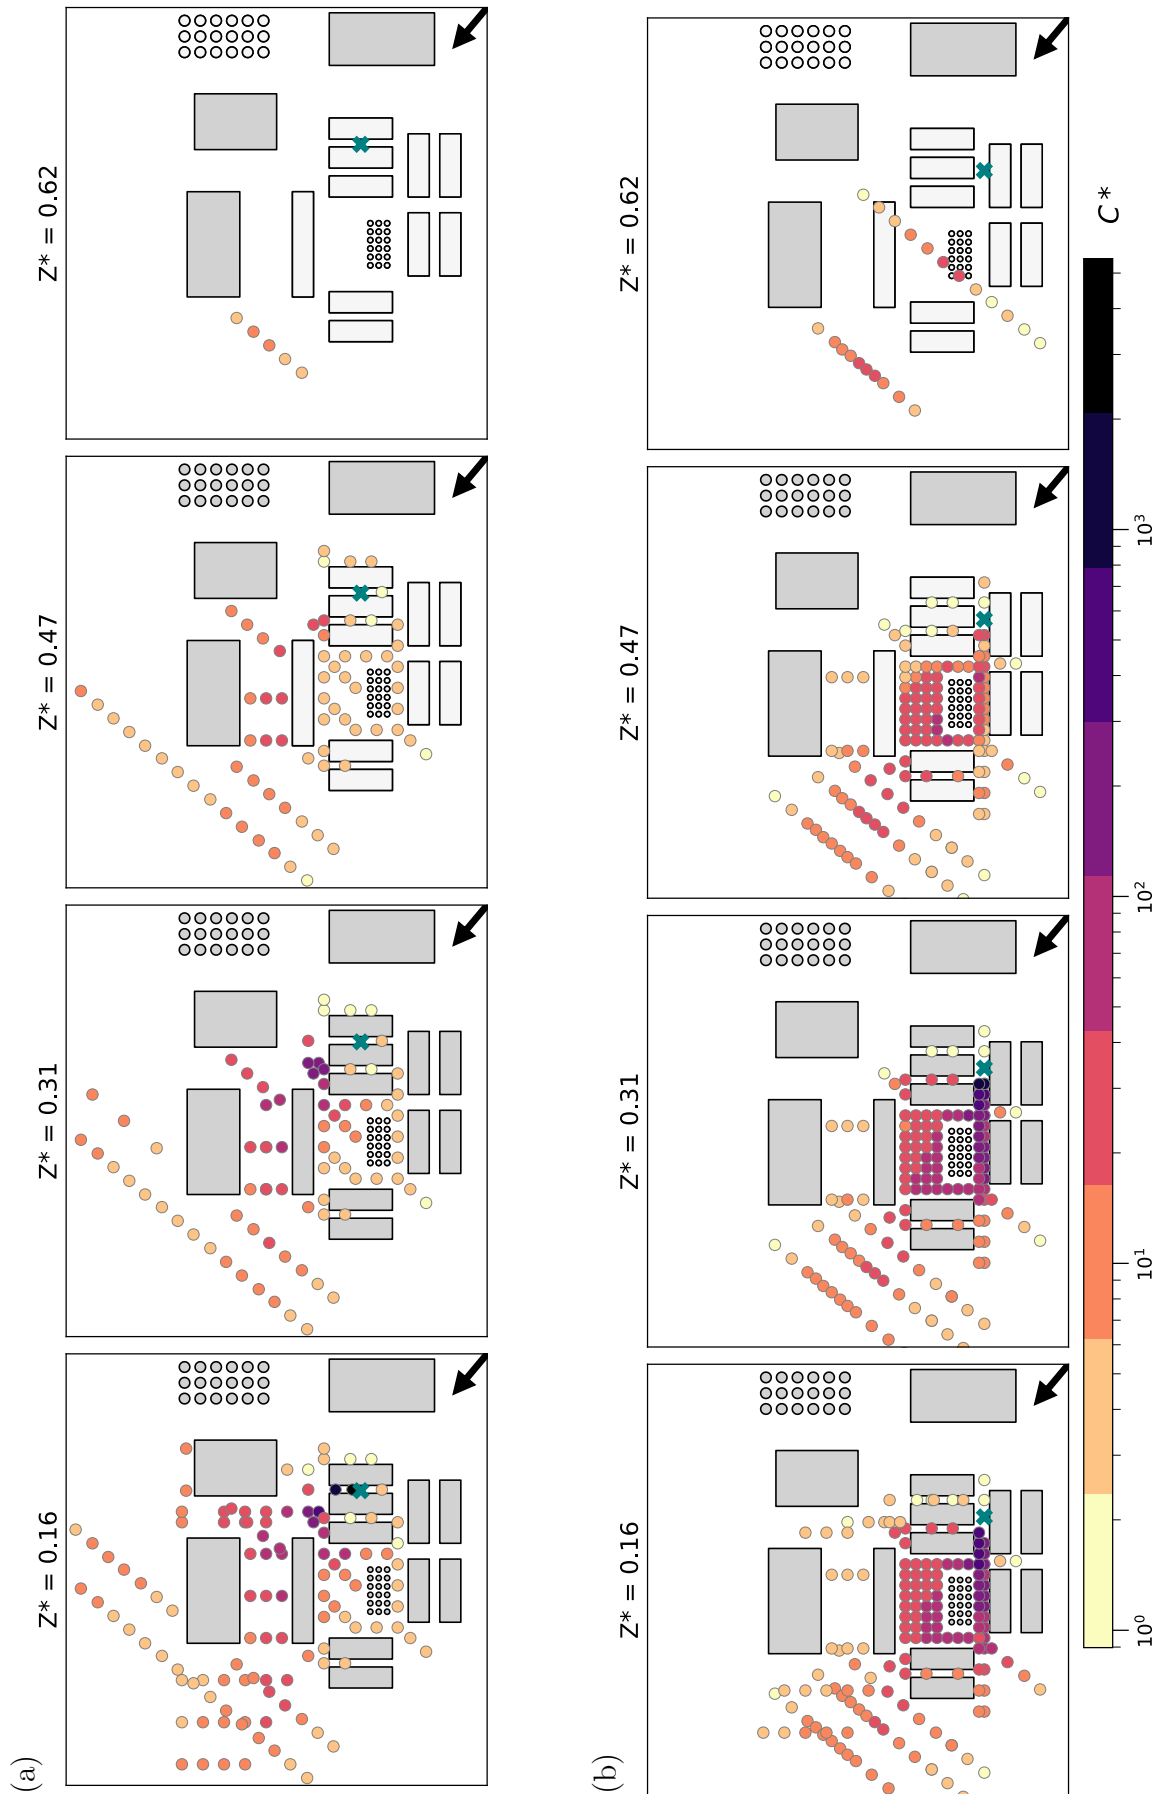 (a)
Z* = 0.16
Z* = 0.31
Z* = 0.47
Z* = 0.62
(b)
Z* = 0.16
Z* = 0.31
Z* = 0.47
Z* = 0.62
10⁰
10¹
10²
10³
C*